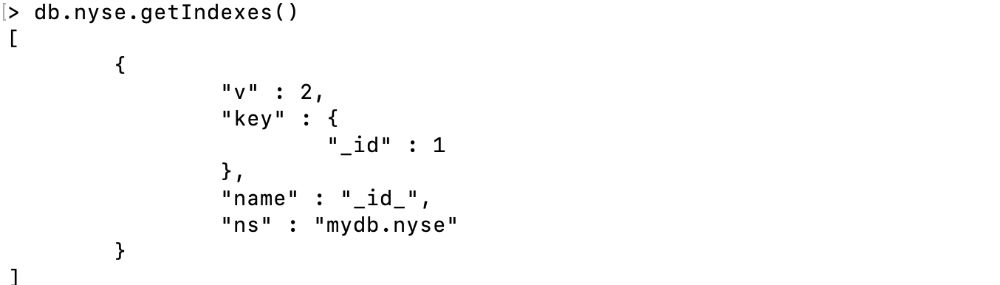 [> db.nyse.getIndexes()
[
        {
                "v" : 2,
                "key" : {
                        "_id" : 1
                },
                "name" : "_id_",
                "ns" : "mydb.nyse"
        }
]